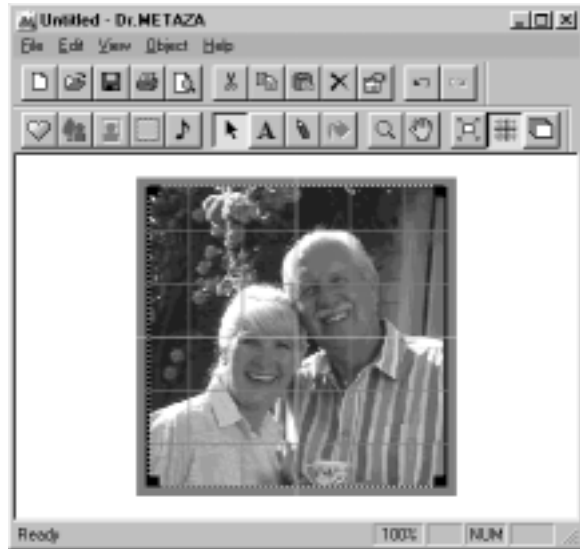 Untitled - Dr.METAZA
File Edit View Object Help
A
Ready 100% NUM